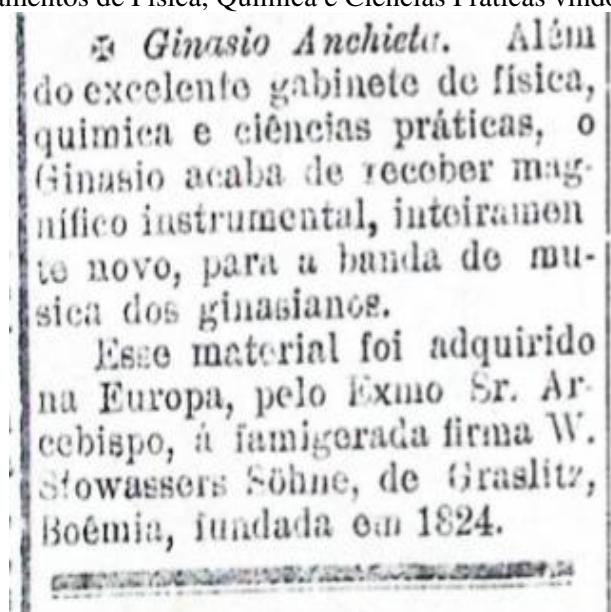 mentos de Física, Química e Ciências Práticas vindo
✠ Ginasio Anchieta. Além
do excelente gabinete de física,
quimica e ciências práticas, o
Ginasio acaba de receber mag-
nífico instrumental, inteiramen
te novo, para a banda de mu-
sica dos ginasianos.
Esse material foi adquirido
na Europa, pelo Exmo Sr. Ar-
cebispo, á famigerada firma W.
Stowassers Söhne, de Graslitz,
Boêmia, fundada em 1824.